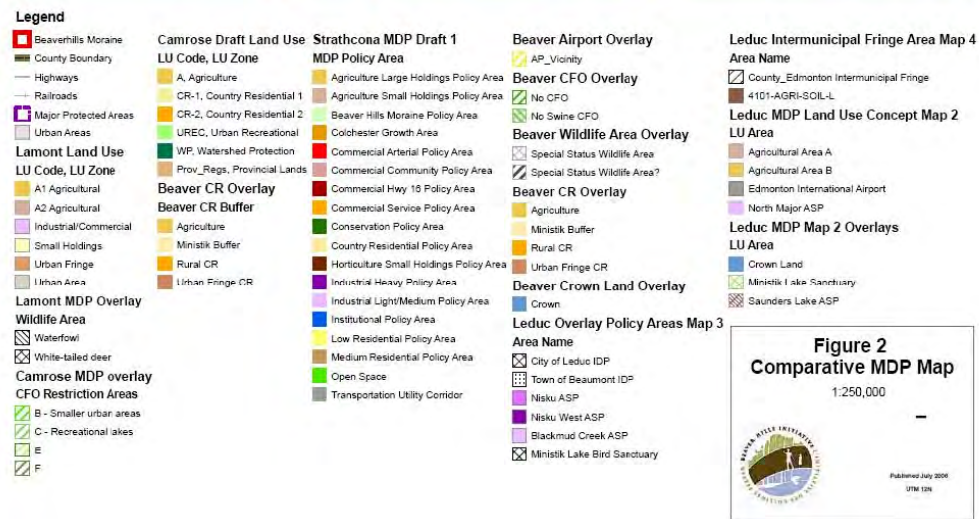 Legend
Beaverhills Moraine
County Boundary
Highways
Railroads
Major Protected Areas
Urban Areas
Lamont Land Use
LU Code, LU Zone
A1 Agricultural
A2 Agricultural
Industrial/Commercial
Small Holdings
Urban Fringe
Urban Area
Lamont MDP Overlay
Wildlife Area
Waterfowl
White-tailed deer
Camrose MDP overlay
CFO Restriction Areas
B - Smaller urban areas
C - Recreational lakes
E
F
Camrose Draft Land Use
LU Code, LU Zone
A, Agriculture
CR-1, Country Residential 1
CR-2, Country Residential 2
UREC, Urban Recreational
WP, Watershed Protection
Prov_Regs, Provincial Lands
Beaver CR Overlay
Beaver CR Buffer
Agriculture
Ministik Buffer
Rural CR
Urban Fringe CR
Strathcona MDP Draft 1
MDP Policy Area
Agriculture Large Holdings Policy Area
Agriculture Small Holdings Policy Area
Beaver Hills Moraine Policy Area
Colchester Growth Area
Commercial Arterial Policy Area
Commercial Community Policy Area
Commercial Hwy 16 Policy Area
Commercial Service Policy Area
Conservation Policy Area
Country Residential Policy Area
Horticulture Small Holdings Policy Area
Industrial Heavy Policy Area
Industrial Light/Medium Policy Area
Institutional Policy Area
Low Residential Policy Area
Medium Residential Policy Area
Open Space
Transportation Utility Corridor
Beaver Airport Overlay
AP_Vicinity
Beaver CFO Overlay
No CFO
No Swine CFO
Beaver Wildlife Area Overlay
Special Status Wildlife Area
Special Status Wildlife Area?
Beaver CR Overlay
Agriculture
Ministik Buffer
Rural CR
Urban Fringe CR
Beaver Crown Land Overlay
Crown
Leduc Overlay Policy Areas Map 3
Area Name
City of Leduc IDP
Town of Beaumont IDP
Nisku ASP
Nisku West ASP
Blackmud Creek ASP
Ministik Lake Bird Sanctuary
Leduc Intermunicipal Fringe Area Map 4
Area Name
County_Edmonton Intermunicipal Fringe
4101-AGRI-SOIL-L
Leduc MDP Land Use Concept Map 2
LU Area
Agricultural Area A
Agricultural Area B
Edmonton International Airport
North Major ASP
Leduc MDP Map 2 Overlays
LU Area
Crown Land
Ministik Lake Sanctuary
Saunders Lake ASP
Figure 2
Comparative MDP Map
1:250,000
BEAVER HILLS INITIATIVE
Published July 2006
UTM 12N